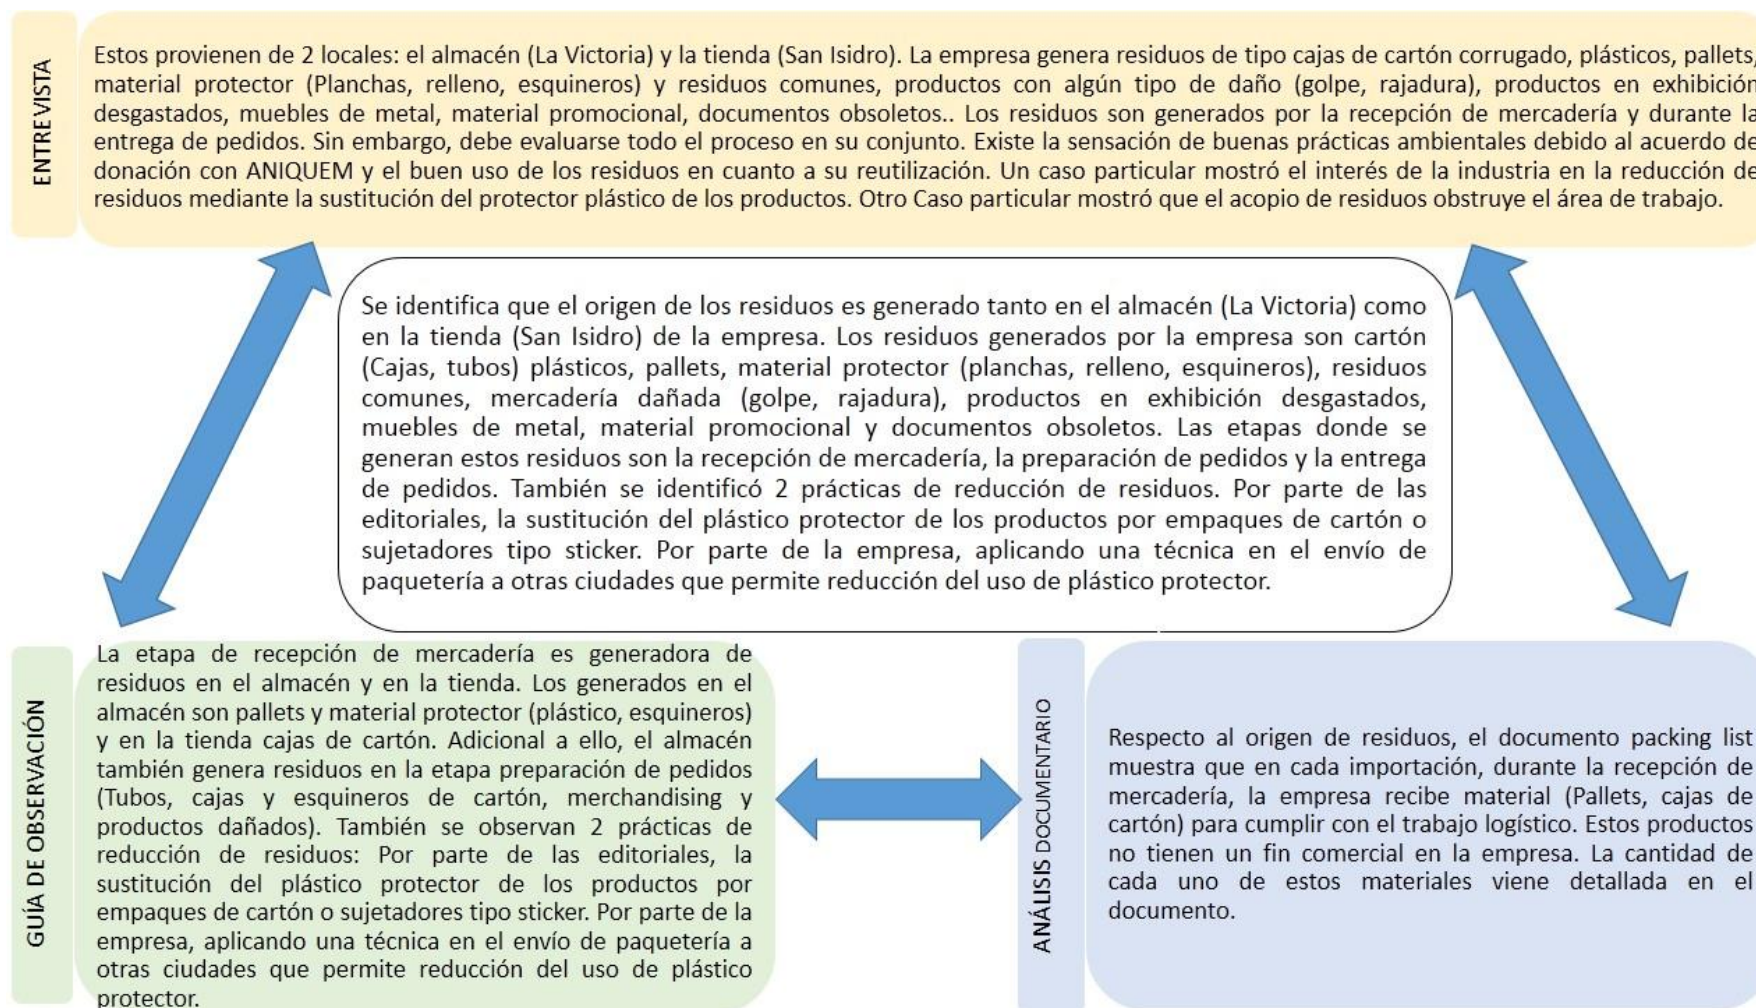 ENTREVISTA
Estos provienen de 2 locales: el almacén (La Victoria) y la tienda (San Isidro). La empresa genera residuos de tipo cajas de cartón corrugado, plásticos, pallets,
material protector (Planchas, relleno, esquineros) y residuos comunes, productos con algún tipo de daño (golpe, rajadura), productos en exhibición
desgastados, muebles de metal, material promocional, documentos obsoletos.. Los residuos son generados por la recepción de mercadería y durante la
entrega de pedidos. Sin embargo, debe evaluarse todo el proceso en su conjunto. Existe la sensación de buenas prácticas ambientales debido al acuerdo de
donación con ANIQUEM y el buen uso de los residuos en cuanto a su reutilización. Un caso particular mostró el interés de la industria en la reducción de
residuos mediante la sustitución del protector plástico de los productos. Otro Caso particular mostró que el acopio de residuos obstruye el área de trabajo.
Se identifica que el origen de los residuos es generado tanto en el almacén (La Victoria) como
en la tienda (San Isidro) de la empresa. Los residuos generados por la empresa son cartón
(Cajas, tubos) plásticos, pallets, material protector (planchas, relleno, esquineros), residuos
comunes, mercadería dañada (golpe, rajadura), productos en exhibición desgastados,
muebles de metal, material promocional y documentos obsoletos. Las etapas donde se
generan estos residuos son la recepción de mercadería, la preparación de pedidos y la entrega
de pedidos. También se identificó 2 prácticas de reducción de residuos. Por parte de las
editoriales, la sustitución del plástico protector de los productos por empaques de cartón o
sujetadores tipo sticker. Por parte de la empresa, aplicando una técnica en el envío de
paquetería a otras ciudades que permite reducción del uso de plástico protector.
GUÍA DE OBSERVACIÓN
La etapa de recepción de mercadería es generadora de
residuos en el almacén y en la tienda. Los generados en el
almacén son pallets y material protector (plástico, esquineros)
y en la tienda cajas de cartón. Adicional a ello, el almacén
también genera residuos en la etapa preparación de pedidos
(Tubos, cajas y esquineros de cartón, merchandising y
productos dañados). También se observan 2 prácticas de
reducción de residuos: Por parte de las editoriales, la
sustitución del plástico protector de los productos por
empaques de cartón o sujetadores tipo sticker. Por parte de la
empresa, aplicando una técnica en el envío de paquetería a
otras ciudades que permite reducción del uso de plástico
protector.
ANÁLISIS DOCUMENTARIO
Respecto al origen de residuos, el documento packing list
muestra que en cada importación, durante la recepción de
mercadería, la empresa recibe material (Pallets, cajas de
cartón) para cumplir con el trabajo logístico. Estos productos
no tienen un fin comercial en la empresa. La cantidad de
cada uno de estos materiales viene detallada en el
documento.